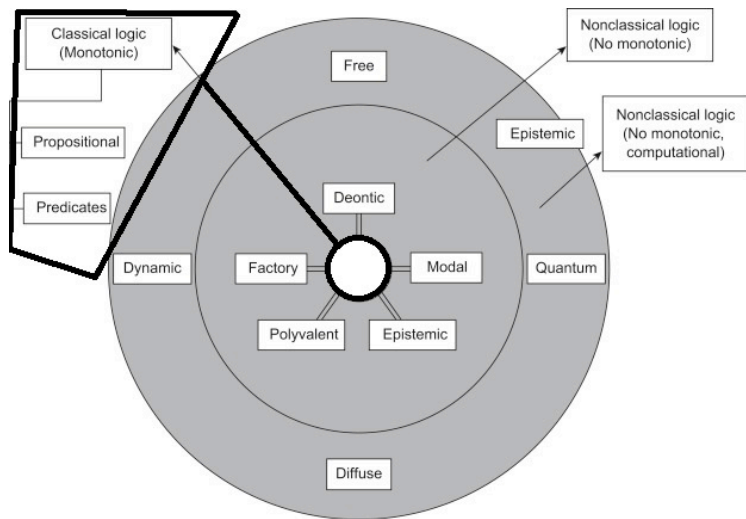 Classical logic
(Monotonic)
Nonclassical logic
(No monotonic)
Free
Nonclassical logic
(No monotonic,
computational)
Epistemic
Propositional
Predicates
Deontic
Dynamic
Factory
Modal
Quantum
Polyvalent
Epistemic
Diffuse